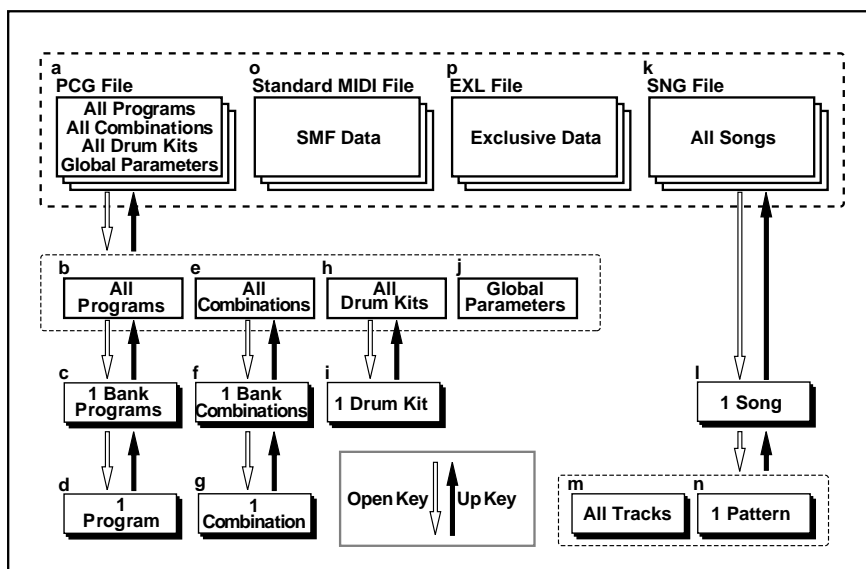 a
PCG File
All Programs
All Combinations
All Drum Kits
Global Parameters
o
Standard MIDI File
SMF Data
p
EXL File
Exclusive Data
k
SNG File
All Songs
b
All
Programs
e
All
Combinations
h
All
Drum Kits
j
Global
Parameters
c
1 Bank
Programs
f
1 Bank
Combinations
i
1 Drum Kit
l
1 Song
d
1
Program
g
1
Combination
Open Key
Up Key
m
All Tracks
n
1 Pattern